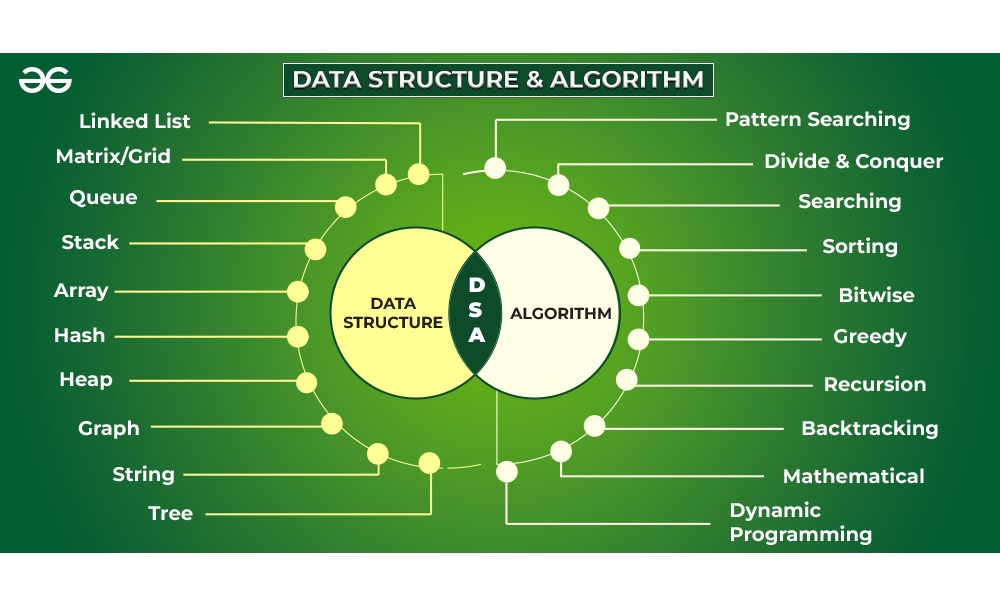 DATA STRUCTURE & ALGORITHM
Linked List
Matrix/Grid
Queue
Stack
Array
Hash
Heap
Graph
String
Tree
DATA
STRUCTURE
D
S
A
ALGORITHM
Pattern Searching
Divide & Conquer
Searching
Sorting
Bitwise
Greedy
Recursion
Backtracking
Mathematical
Dynamic
Programming